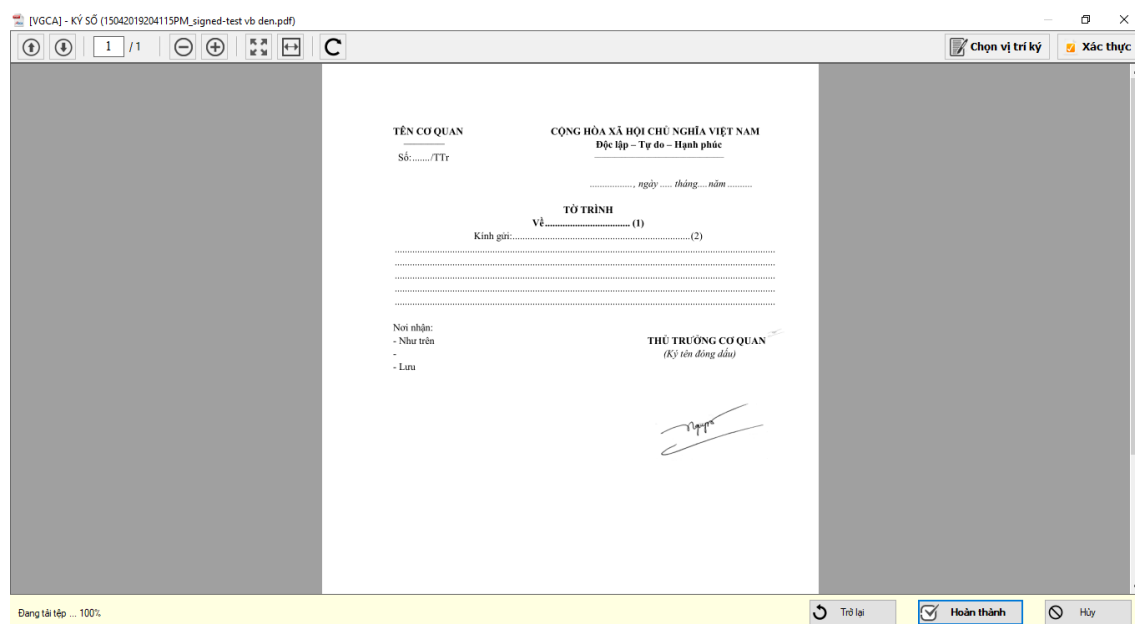 [VGCA] - KÝ SỐ (15042019204115PM_signed-test vb den.pdf)
1 / 1
Chọn vị trí ký
Xác thực
TÊN CƠ QUAN
CỘNG HÒA XÃ HỘI CHỦ NGHĨA VIỆT NAM
Độc lập – Tự do – Hạnh phúc
Số:......./TTr
................., ngày ..... tháng....năm ..........
TỜ TRÌNH
Về.................................. (1)
Kính gửi:.......................................................................(2)
Nơi nhận:
- Như trên
-
- Lưu
THỦ TRƯỞNG CƠ QUAN
(Ký tên đóng dấu)
Đang tải tệp ... 100%
Trở lại
Hoàn thành
Hủy